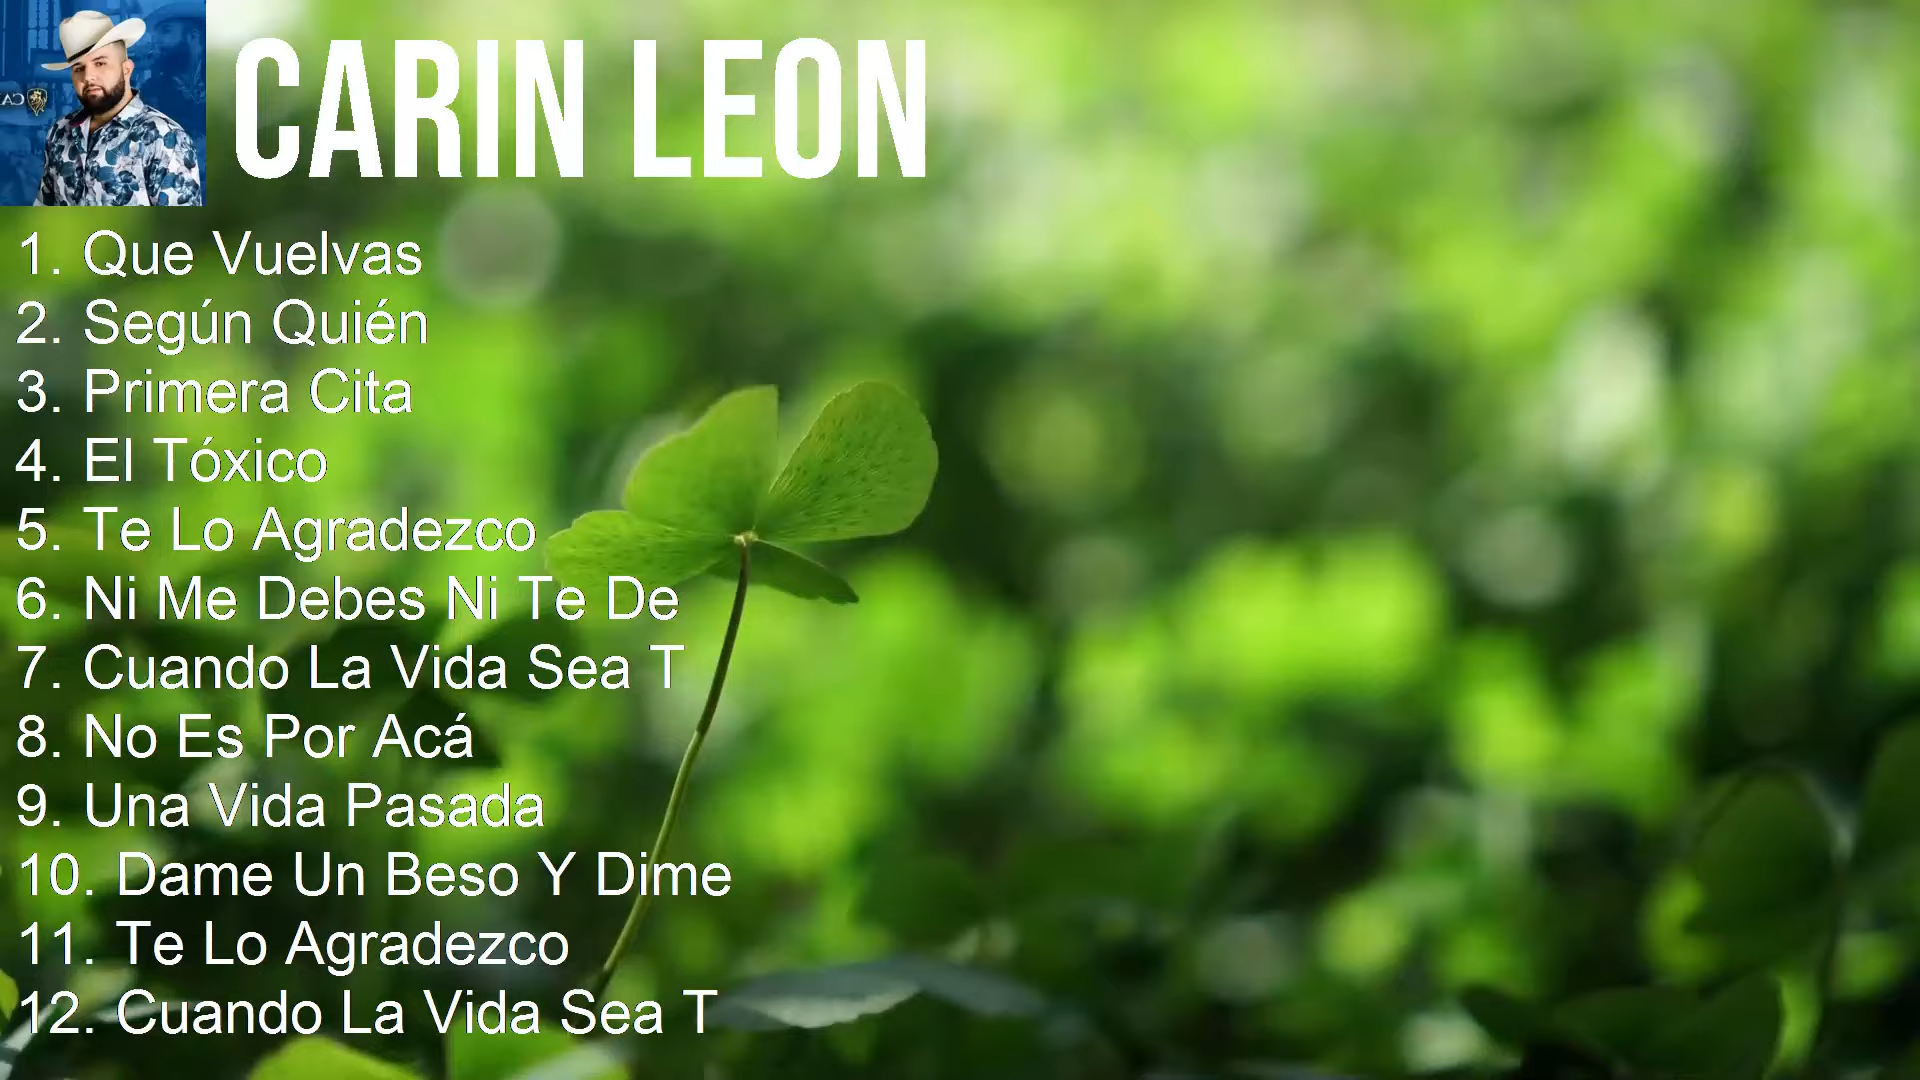 CARIN LEON
1. Que Vuelvas
2. Según Quién
3. Primera Cita
4. El Tóxico
5. Te Lo Agradezco
6. Ni Me Debes Ni Te De
7. Cuando La Vida Sea T
8. No Es Por Acá
9. Una Vida Pasada
10. Dame Un Beso Y Dime
11. Te Lo Agradezco
12. Cuando La Vida Sea T